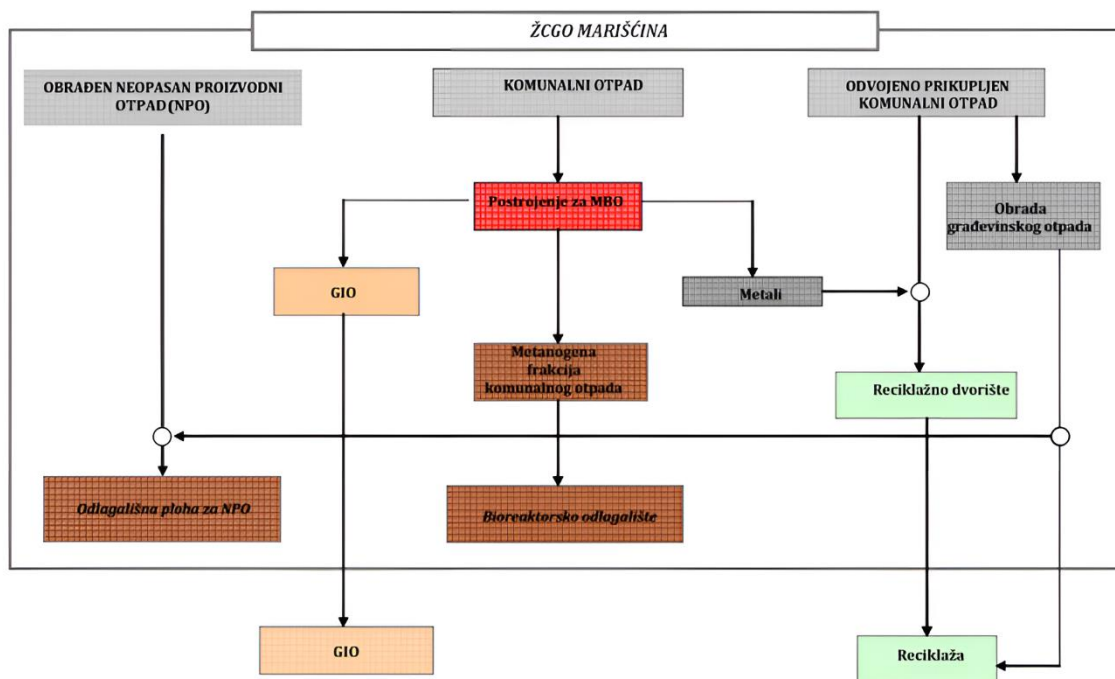 ŽCGO MARIŠĆINA
OBRAĐEN NEOPASAN PROIZVODNI
OTPAD (NPO)
KOMUNALNI OTPAD
ODVOJENO PRIKUPLJEN
KOMUNALNI OTPAD
Postrojenje za MBO
Obrada
građevinskog otpada
GIO
Metali
Metanogena
frakcija
komunalnog otpada
Reciklažno dvorište
Odlagališna ploha za NPO
Bioreaktorsko odlagalište
GIO
Reciklaža